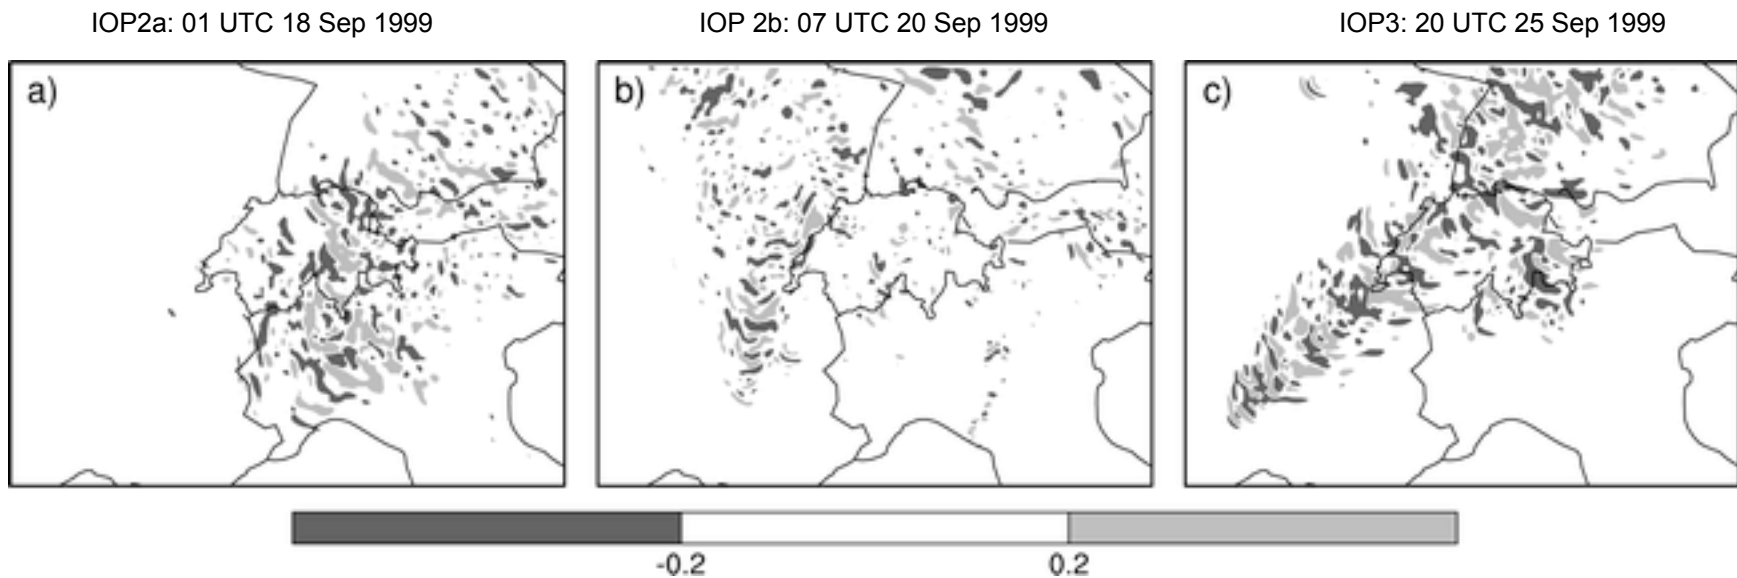 IOP2a: 01 UTC 18 Sep 1999
IOP 2b: 07 UTC 20 Sep 1999
IOP3: 20 UTC 25 Sep 1999
a)
b)
c)
-0.2
0.2